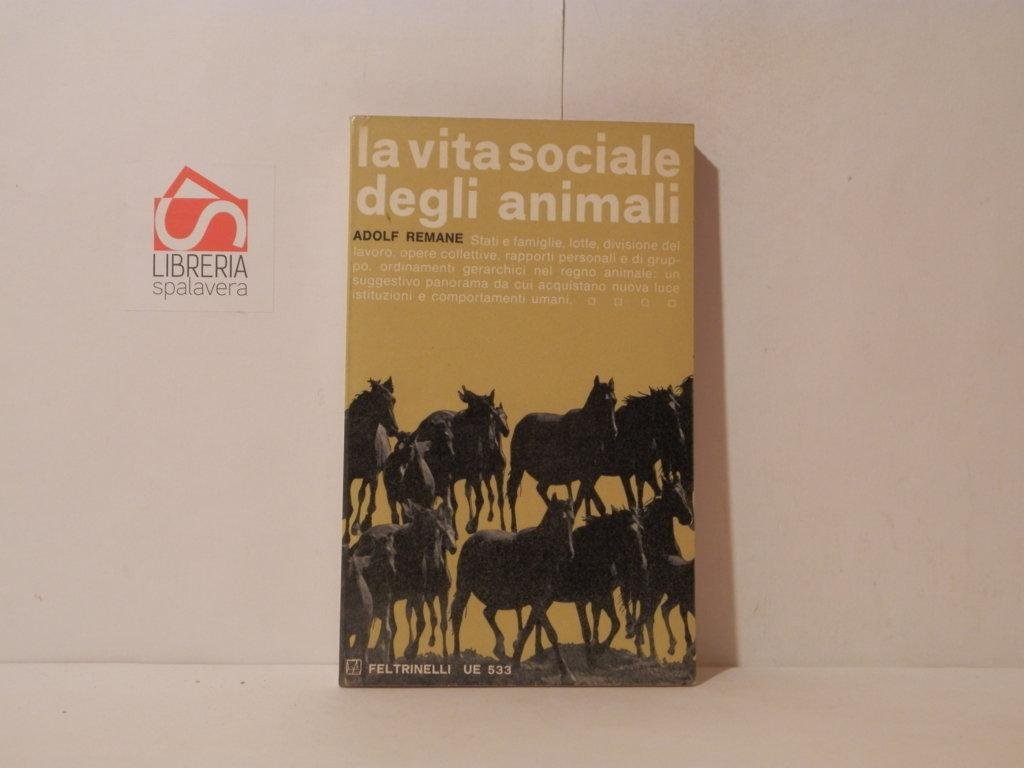 la vita sociale
degli animali
ADOLF REMANE Stati e famiglie, lotte, divisione del
lavoro, opere collettive, rapporti personali e di grup-
po, ordinamenti gerarchici nel regno animale: un
suggestivo panorama da cui acquistano nuova luce
istituzioni e comportamenti umani.
FELTRINELLI UE 533
LIBRERIA
spalavera